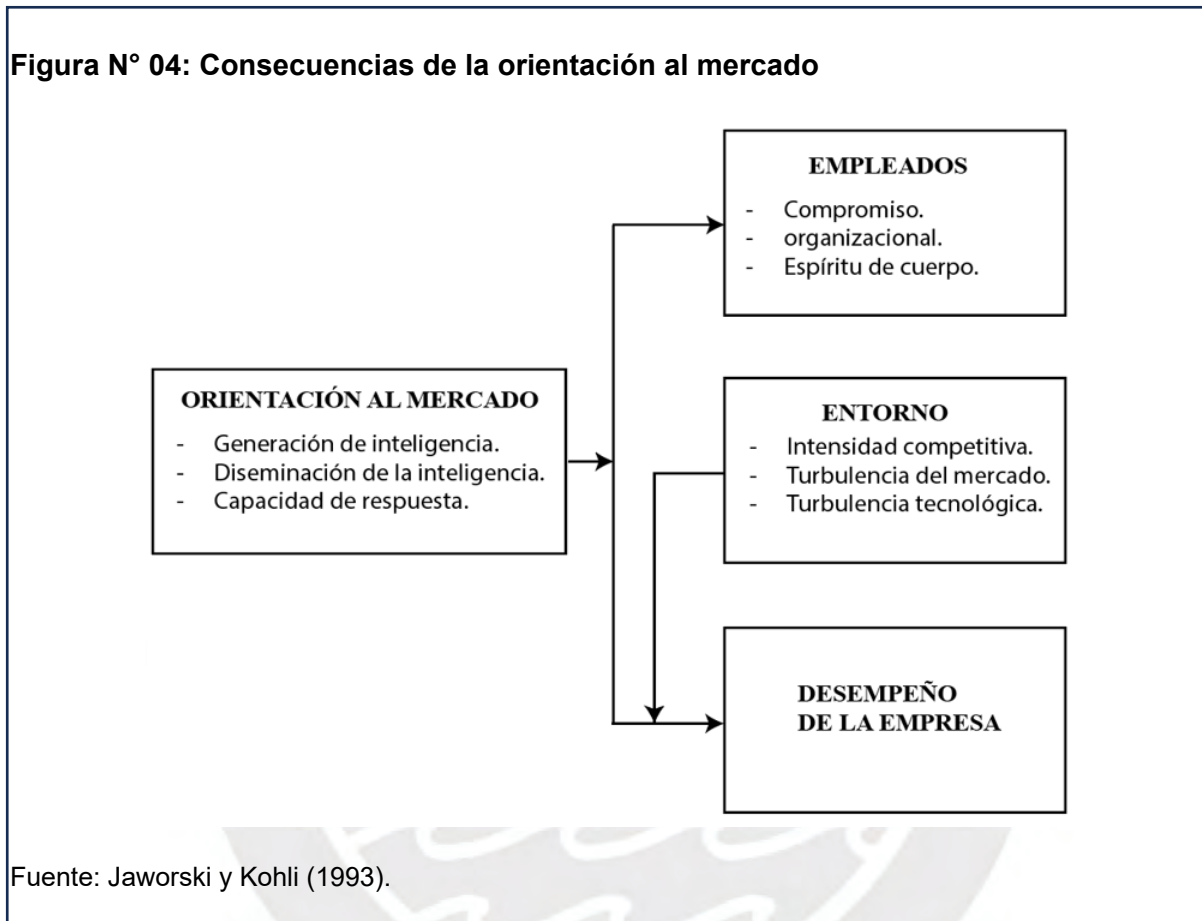 Figura N° 04: Consecuencias de la orientación al mercado
EMPLEADOS
- Compromiso.
- organizacional.
- Espíritu de cuerpo.
ORIENTACIÓN AL MERCADO
- Generación de inteligencia.
- Diseminación de la inteligencia.
- Capacidad de respuesta.
ENTORNO
- Intensidad competitiva.
- Turbulencia del mercado.
- Turbulencia tecnológica.
DESEMPEÑO
DE LA EMPRESA
Fuente: Jaworski y Kohli (1993).